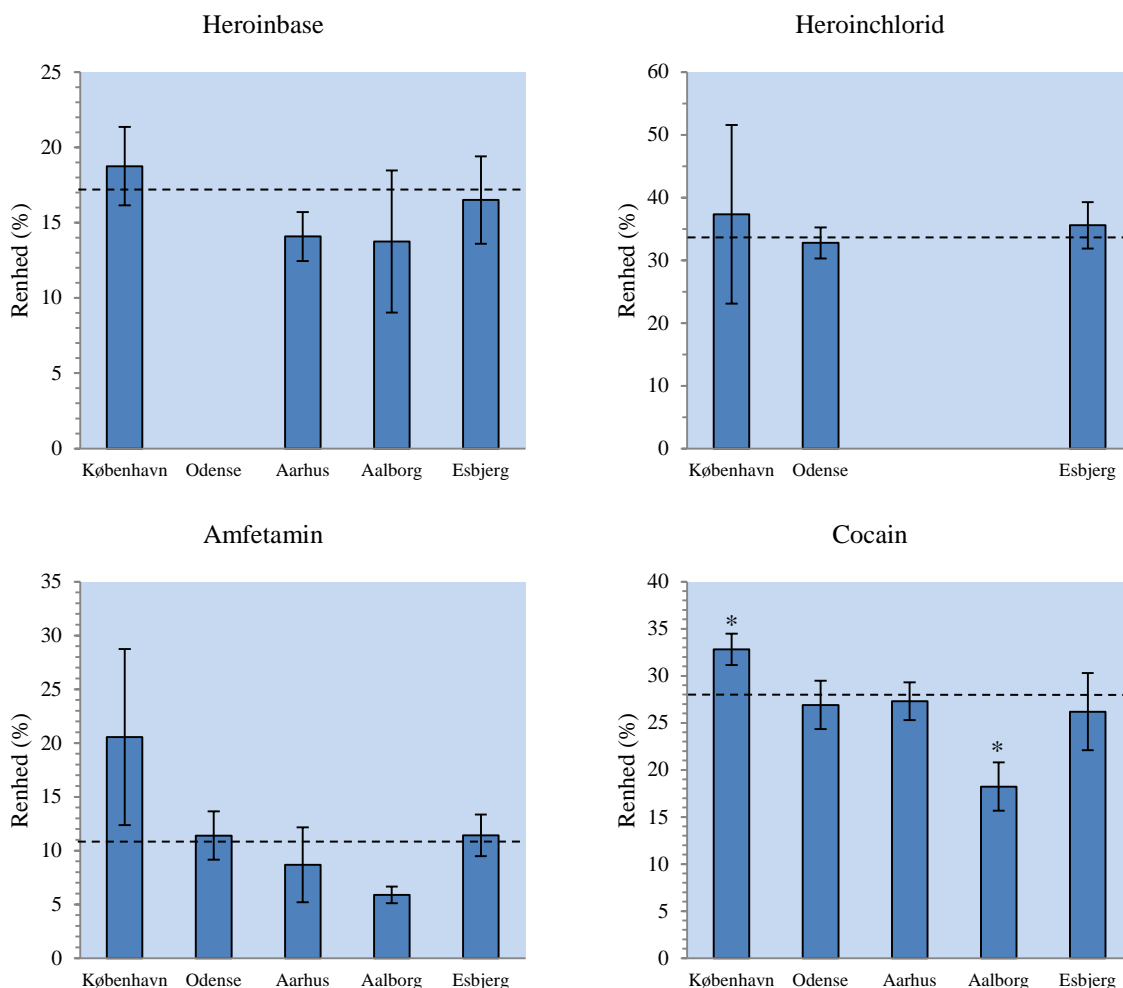 Heroinbase
Renhed (%)
25
20
15
10
5
0
København Odense Aarhus Aalborg Esbjerg
Heroinchlorid
Renhed (%)
60
50
40
30
20
10
0
København Odense Esbjerg
Amfetamin
Renhed (%)
35
30
25
20
15
10
5
0
København Odense Aarhus Aalborg Esbjerg
Cocain
Renhed (%)
40
35
30
25
20
15
10
5
0
*
*
København Odense Aarhus Aalborg Esbjerg